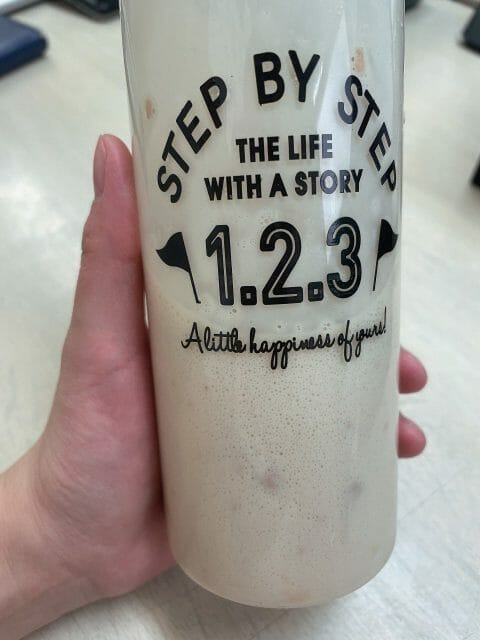 STEP BY STEP
THE LIFE
WITH A STORY
1.2.3
A little happiness of yours!